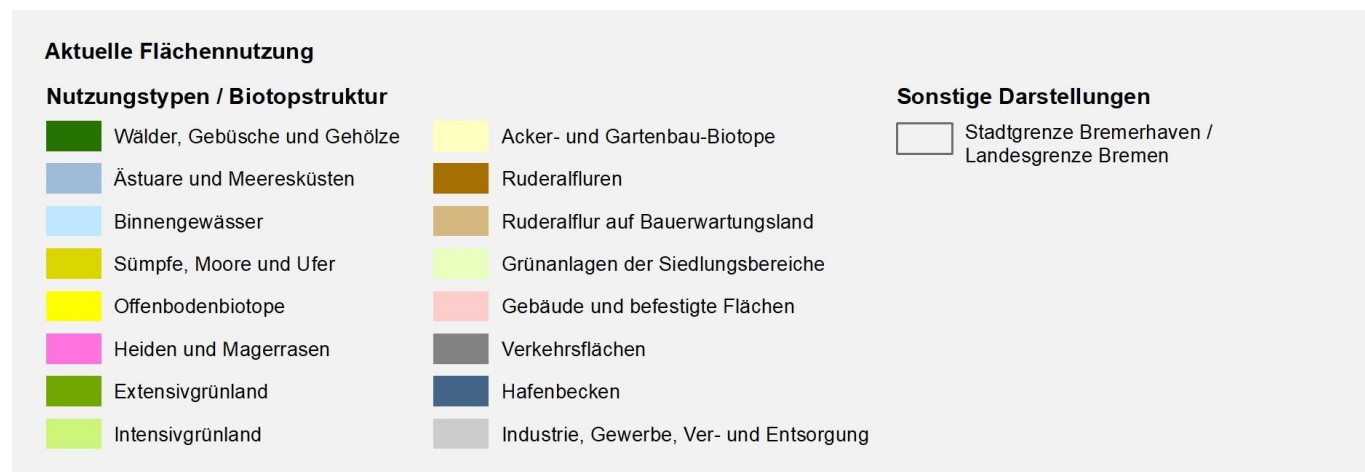 Aktuelle Flächennutzung
Nutzungstypen / Biotopstruktur
Wälder, Gebüsche und Gehölze
Ästuare und Meeresküsten
Binnengewässer
Sümpfe, Moore und Ufer
Offenbodenbiotope
Heiden und Magerrasen
Extensivgrünland
Intensivgrünland
Acker- und Gartenbau-Biotope
Ruderalfluren
Ruderalflur auf Bauerwartungsland
Grünanlagen der Siedlungsbereiche
Gebäude und befestigte Flächen
Verkehrsflächen
Hafenbecken
Industrie, Gewerbe, Ver- und Entsorgung
Sonstige Darstellungen
Stadtgrenze Bremerhaven /
Landesgrenze Bremen